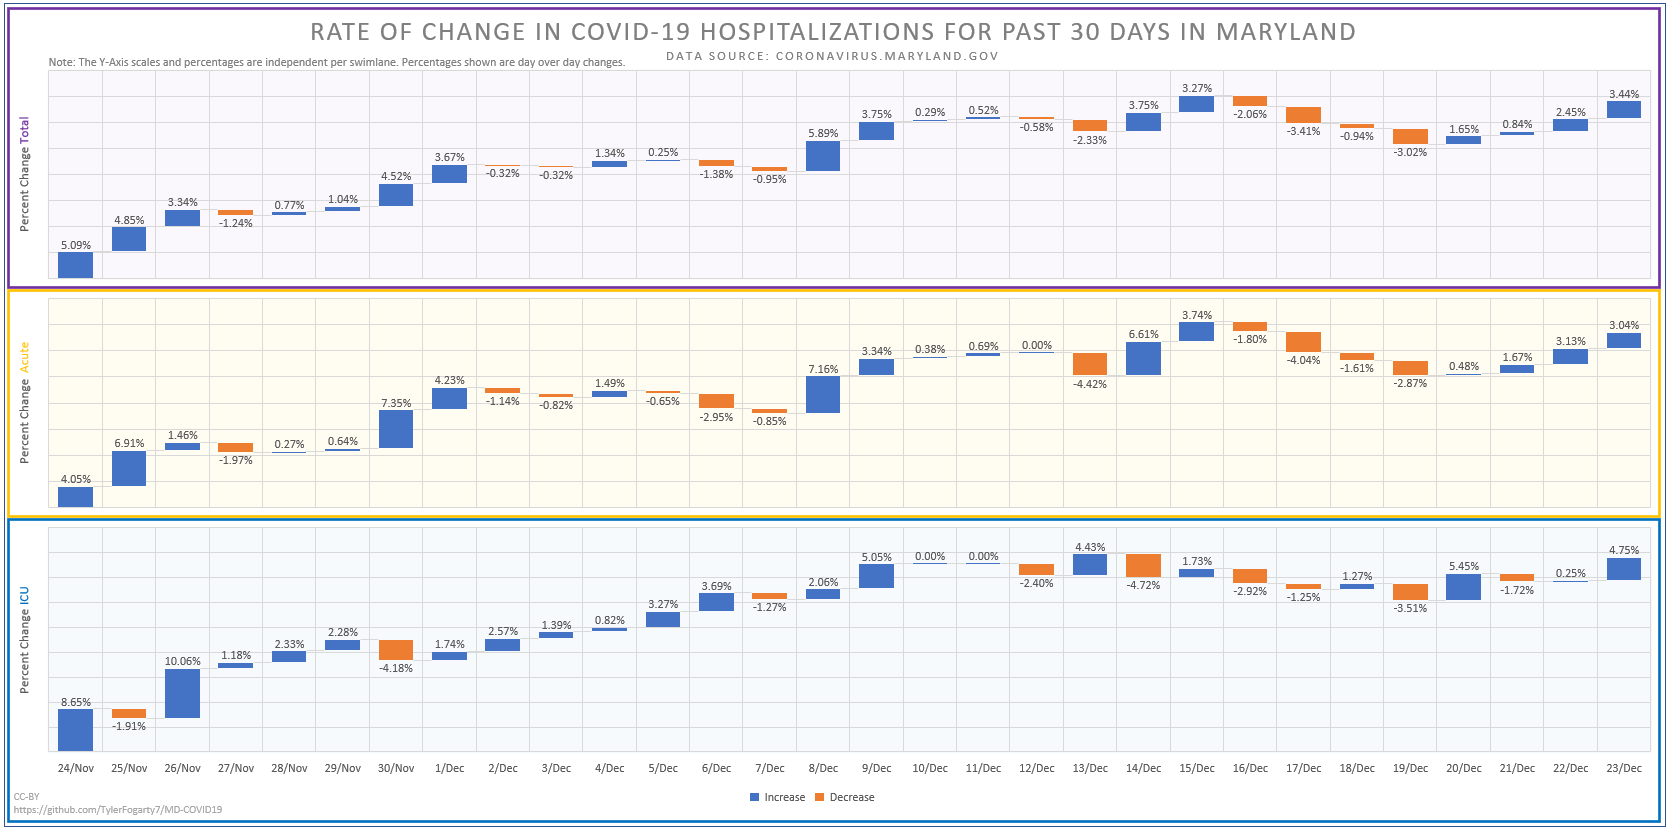 RATE OF CHANGE IN COVID-19 HOSPITALIZATIONS FOR PAST 30 DAYS IN MARYLAND
DATA SOURCE: CORONAVIRUS.MARYLAND.GOV
Note: The Y-Axis scales and percentages are independent per swimlane. Percentages shown are day over day changes.
Percent Change Total
5.09% 4.85% 3.34% -1.24% 0.77% 1.04% 4.52% 3.67% -0.32% -0.32% 1.34% 0.25% -1.38% -0.95% 5.89% 3.75% 0.29% 0.52% -0.58% -2.33% 3.75% 3.27% -2.06% -3.41% -0.94% -3.02% 1.65% 0.84% 2.45% 3.44%
Percent Change Acute
4.05% 6.91% 1.46% -1.97% 0.27% 0.64% 7.35% 4.23% -1.14% -0.82% 1.49% -0.65% -2.95% -0.85% 7.16% 3.34% 0.38% 0.69% 0.00% -4.42% 6.61% 3.74% -1.80% -4.04% -1.61% -2.87% 0.48% 1.67% 3.13% 3.04%
Percent Change ICU
8.65% -1.91% 10.06% 1.18% 2.33% 2.28% -4.18% 1.74% 2.57% 1.39% 0.82% 3.27% 3.69% -1.27% 2.06% 5.05% 0.00% 0.00% -2.40% 4.43% -4.72% 1.73% -2.92% -1.25% 1.27% -3.51% 5.45% -1.72% 0.25% 4.75%
24/Nov 25/Nov 26/Nov 27/Nov 28/Nov 29/Nov 30/Nov 1/Dec 2/Dec 3/Dec 4/Dec 5/Dec 6/Dec 7/Dec 8/Dec 9/Dec 10/Dec 11/Dec 12/Dec 13/Dec 14/Dec 15/Dec 16/Dec 17/Dec 18/Dec 19/Dec 20/Dec 21/Dec 22/Dec 23/Dec
Increase Decrease
CC-BY
https://github.com/TylerFogarty7/MD-COVID19